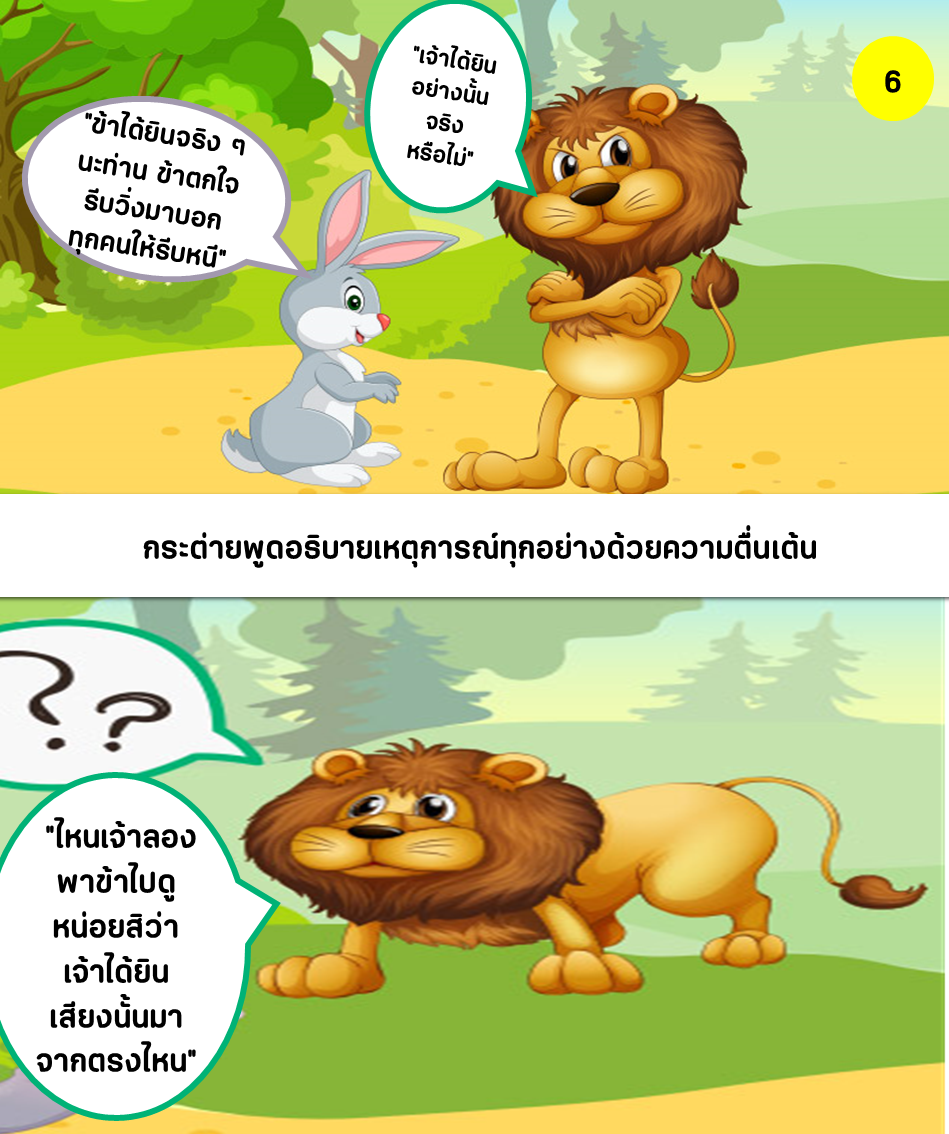 "เจ้าได้ยิน
อย่างนั้น
จริง
หรือไม่"
6
"ข้าได้ยินจริง ๆ
นะท่าน ข้าตกใจ
รีบวิ่งมาบอก
ทุกคนให้รีบหนี"
กระต่ายพูดอธิบายเหตุการณ์ทุกอย่างด้วยความตื่นเต้น
??
"ไหนเจ้าลอง
พาข้าไปดู
หน่อยสิว่า
เจ้าได้ยิน
เสียงนั้นมา
จากตรงไหน"